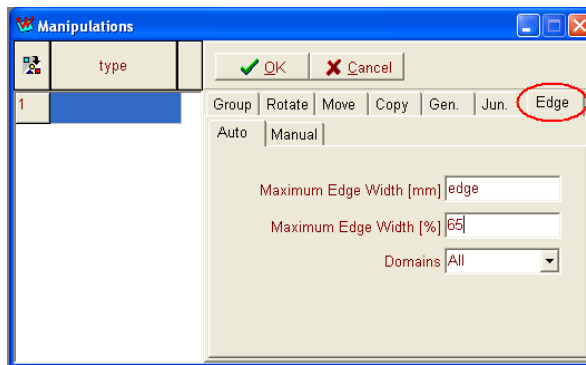 Manipulations
type
OK Cancel
1
Group Rotate Move Copy Gen. Jun. Edge
Auto Manual
Maximum Edge Width [mm] edge
Maximum Edge Width [%] 65
Domains All